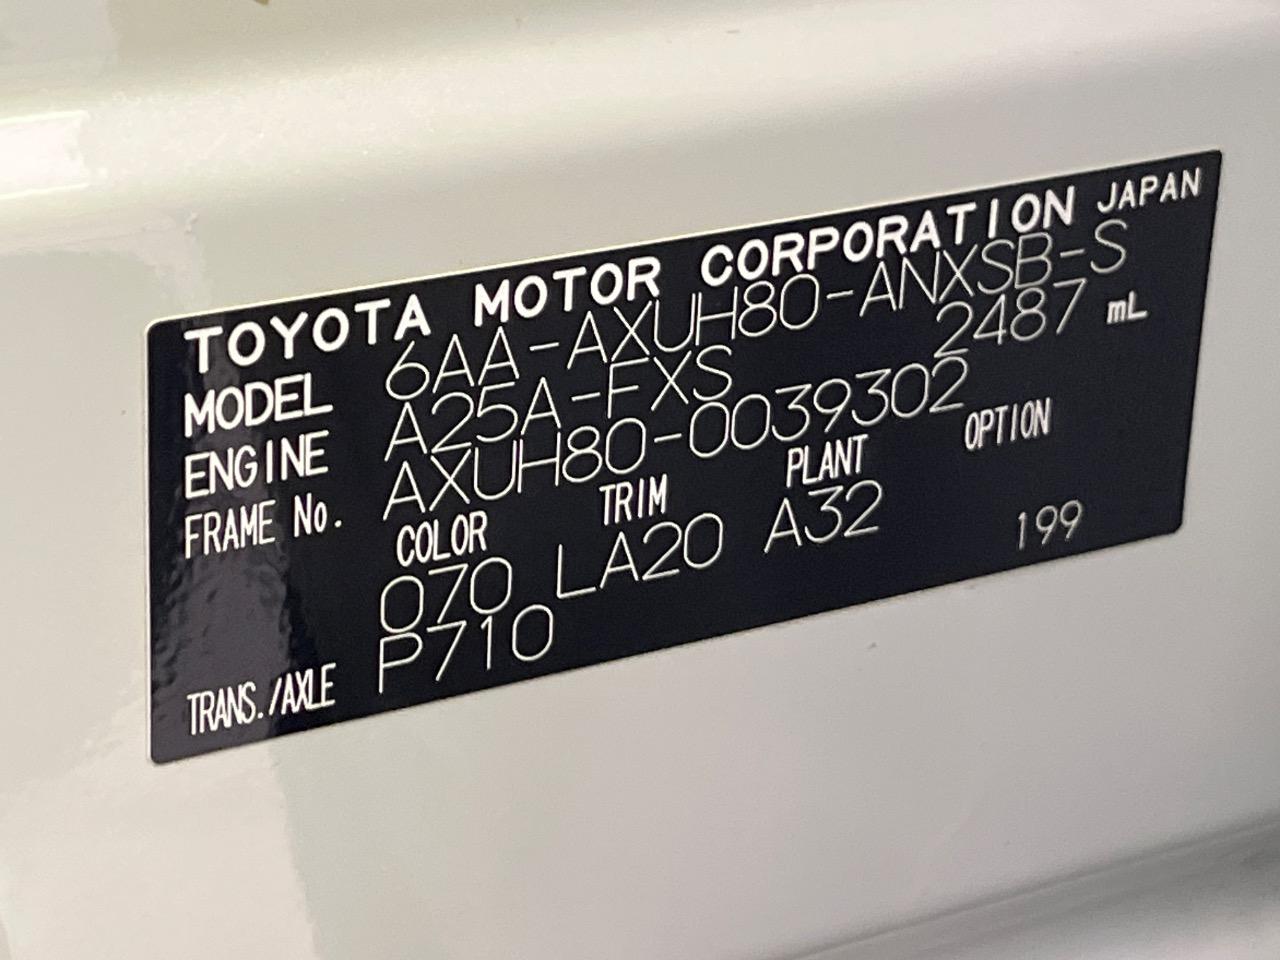 TOYOTA MOTOR CORPORATION JAPAN
MODEL 6AA-AXUH80-ANXSB-S
ENGINE A25A-FXS 2487 mL
FRAME No. AXUH80-0039302
COLOR TRIM PLANT OPTION
070 LA20 A32 199
TRANS./AXLE P710